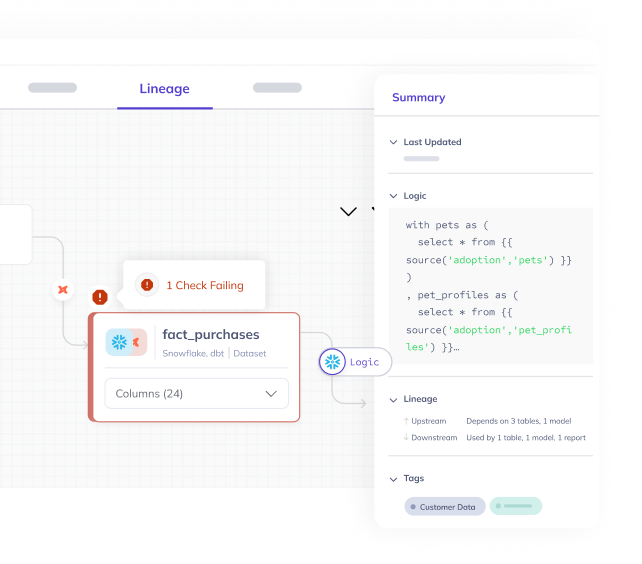 Lineage
1 Check Failing
fact_purchases
Snowflake, dbt | Dataset
Columns (24)
Logic
Summary
Last Updated
Logic
with pets as (
select * from {{
source('adoption','pets') }}
)
, pet_profiles as (
select * from {{
source('adoption','pet_profi
les') }}…
Lineage
↑ Upstream Depends on 3 tables, 1 model
↓ Downstream Used by 1 table, 1 model, 1 report
Tags
Customer Data